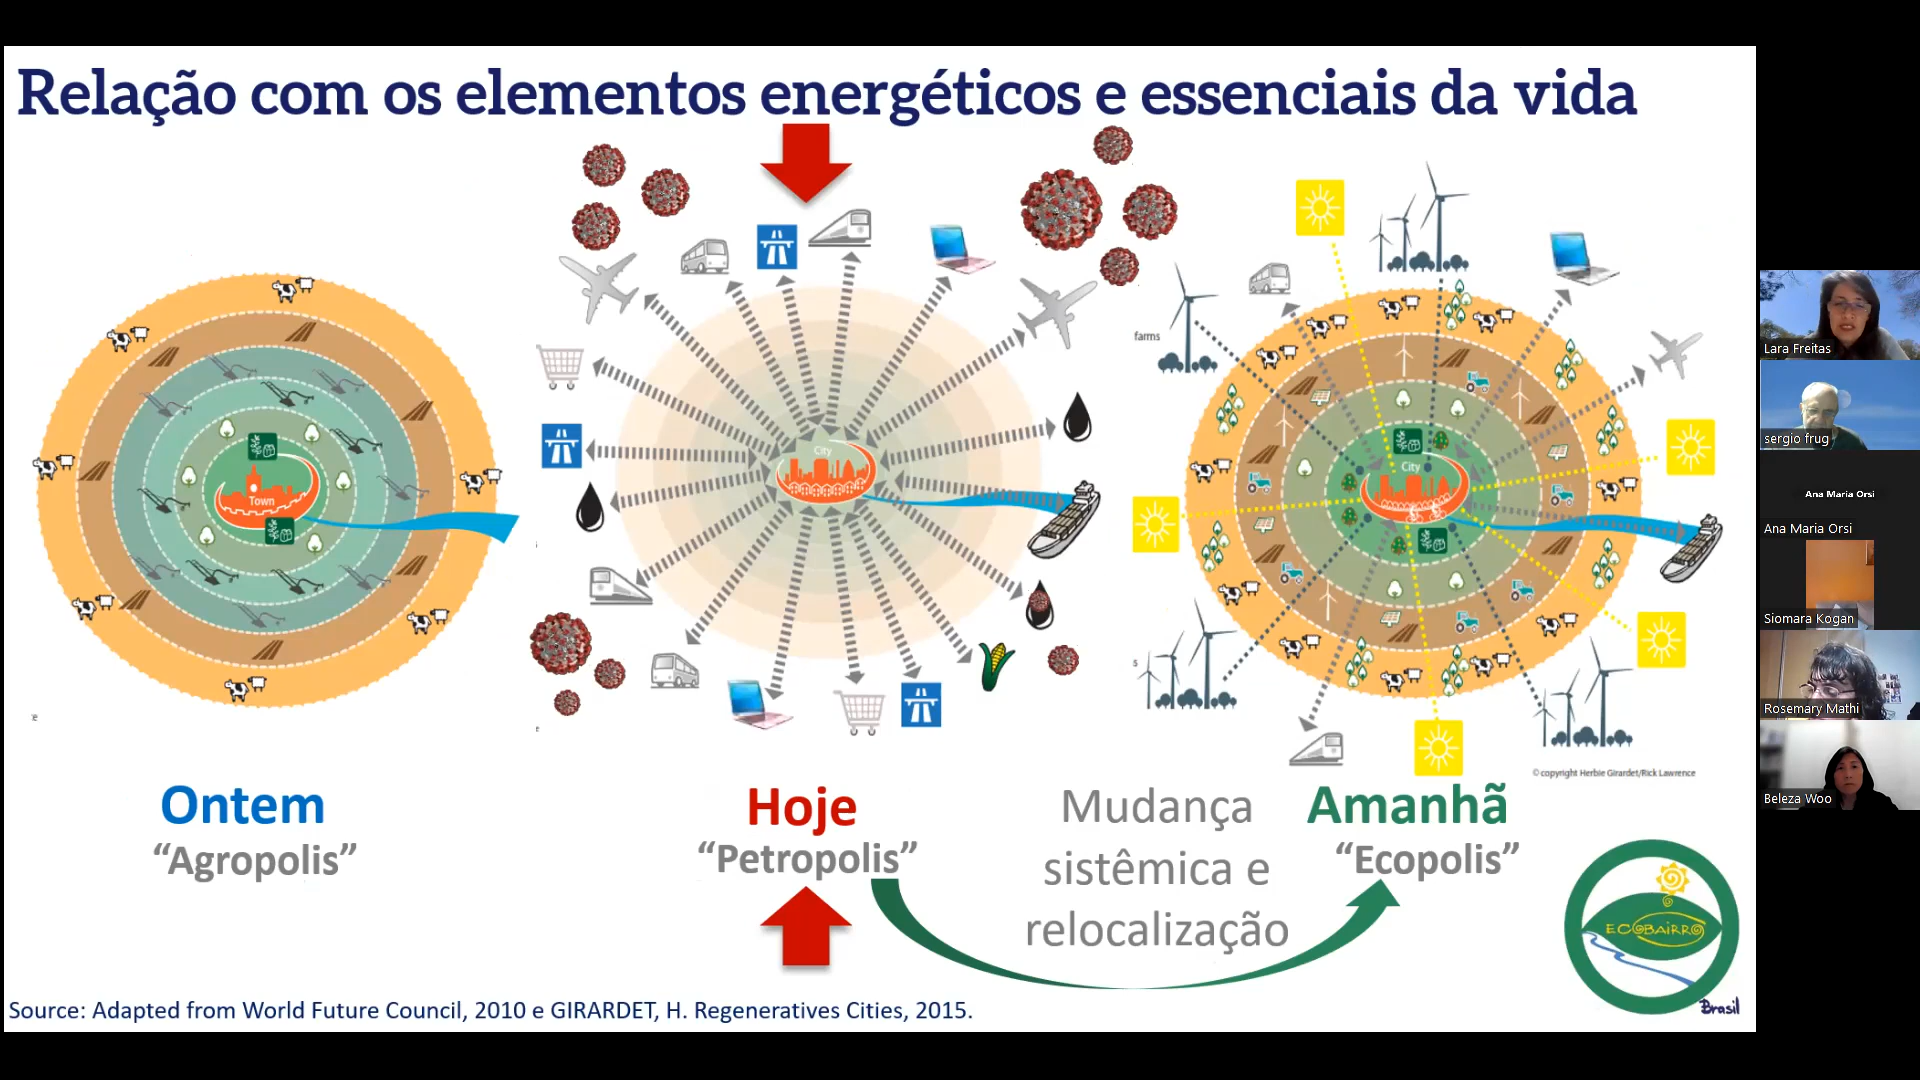 Relação com os elementos energéticos e essenciais da vida
Town
City
farms
City
© copyright Herbie Girardet/Rick Lawrence
Ontem
“Agropolis”
Hoje
“Petropolis”
Mudança
sistêmica e
relocalização
Amanhã
“Ecopolis”
ECOBAIRRO
Brasil
Source: Adapted from World Future Council, 2010 e GIRARDET, H. Regeneratives Cities, 2015.
Lara Freitas
sergio frug
Ana Maria Orsi
Ana Maria Orsi
Siomara Kogan
Rosemary Mathi
Beleza Woo